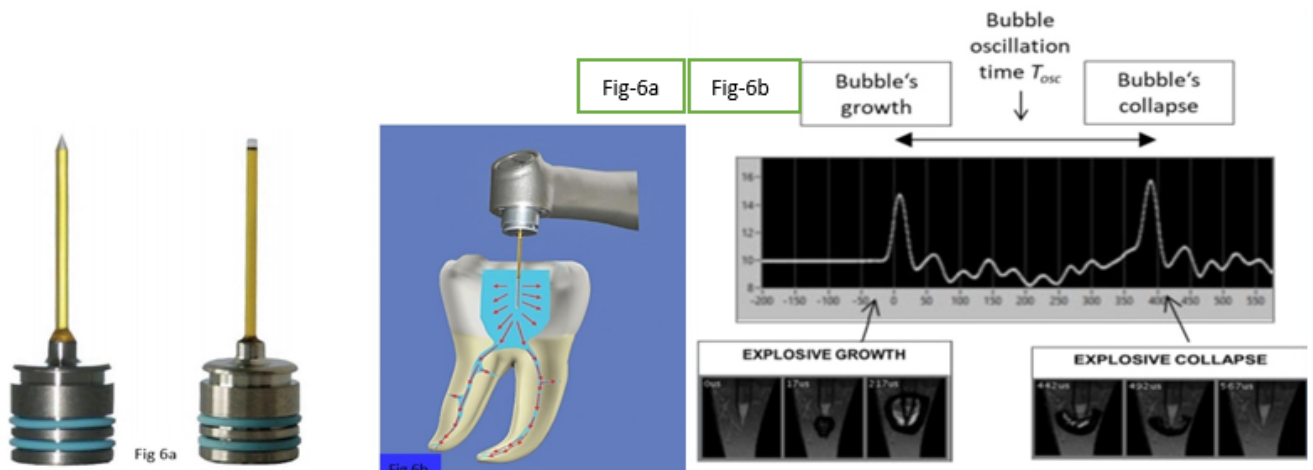 Bubble
oscillation
time Tosc
Fig-6a
Fig-6b
Bubble's
growth
Bubble's
collapse
16
14
12
10
8
-200 -150 -100 -50 0 50 100 150 200 250 300 350 400 450 500 550
EXPLOSIVE GROWTH
0us 17us 217us
EXPLOSIVE COLLAPSE
442us 492us 567us
Fig 6a
Fig 6b